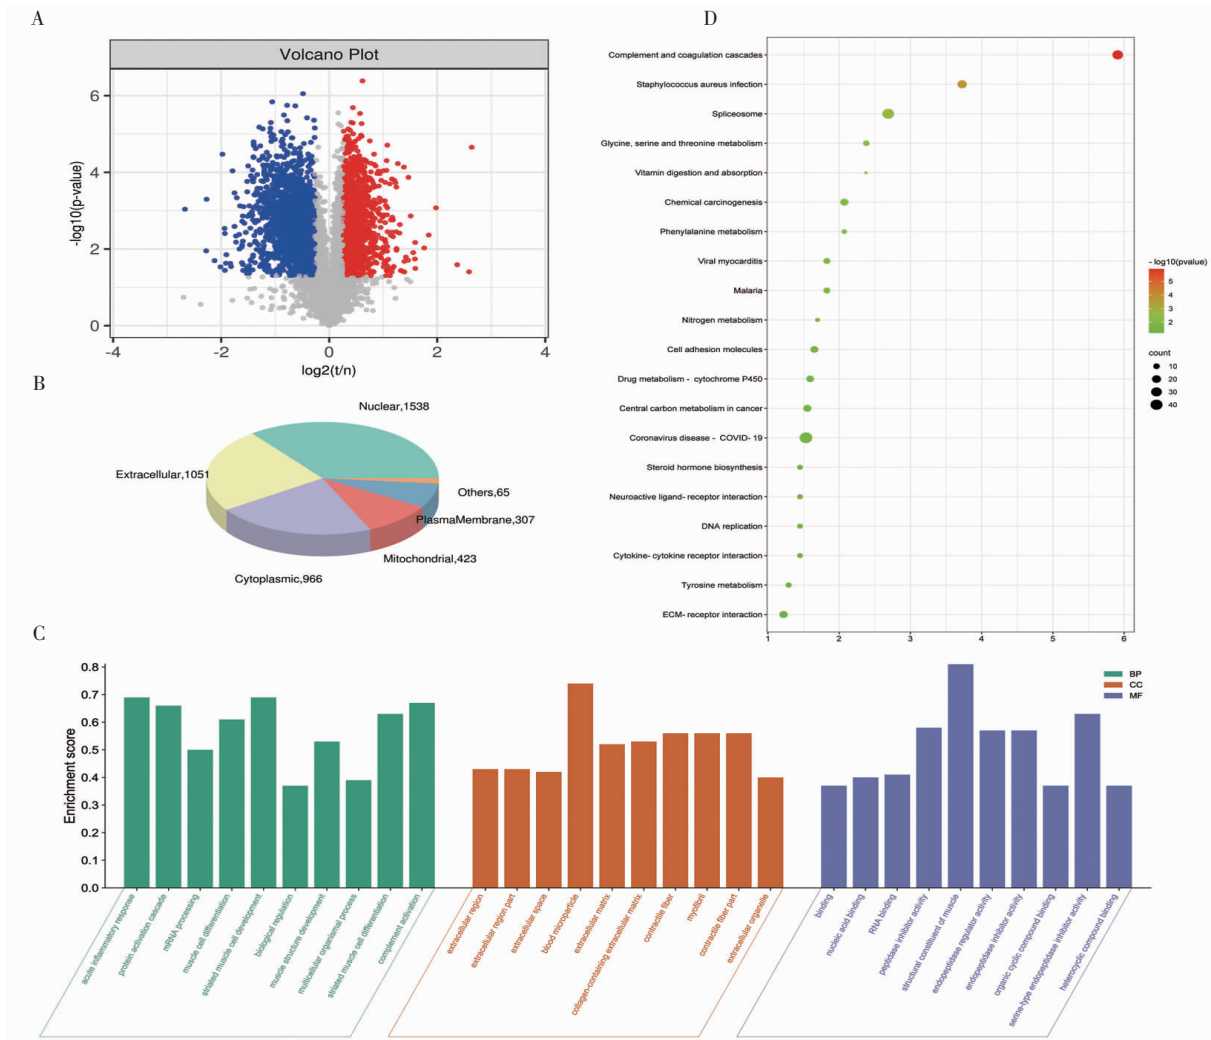 A
Volcano Plot
6
4
2
0
-log10(p-value)
-4
-2
0
2
4
log2(t/n)
B
Nuclear,1538
Extracellular,1051
Others,65
PlasmaMembrane,307
Mitochondrial,423
Cytoplasmic,966
D
Complement and coagulation cascades
Staphylococcus aureus infection
Spliceosome
Glycine, serine and threonine metabolism
Vitamin digestion and absorption
Chemical carcinogenesis
Phenylalanine metabolism
Viral myocarditis
Malaria
Nitrogen metabolism
Cell adhesion molecules
Drug metabolism - cytochrome P450
Central carbon metabolism in cancer
Coronavirus disease - COVID- 19
Steroid hormone biosynthesis
Neuroactive ligand- receptor interaction
DNA replication
Cytokine- cytokine receptor interaction
Tyrosine metabolism
ECM- receptor interaction
1
2
3
4
5
6
- log10(pvalue)
5
4
3
2
count
10
20
30
40
C
0.8
0.7
0.6
0.5
0.4
0.3
0.2
0.1
0.0
Enrichment score
BP
CC
MF
acute inflammatory response
protein activation cascade
mRNA processing
muscle cell differentiation
striated muscle cell development
biological regulation
muscle structure development
multicellular organismal process
striated muscle cell differentiation
complement activation
extracellular region
extracellular region part
extracellular space
blood microparticle
extracellular matrix
collagen-containing extracellular matrix
contractile fiber
myofibril
contractile fiber part
extracellular organelle
binding
nucleic acid binding
RNA binding
peptidase inhibitor activity
structural constituent of muscle
endopeptidase regulator activity
endopeptidase inhibitor activity
organic cyclic compound binding
serine-type endopeptidase inhibitor activity
heterocyclic compound binding